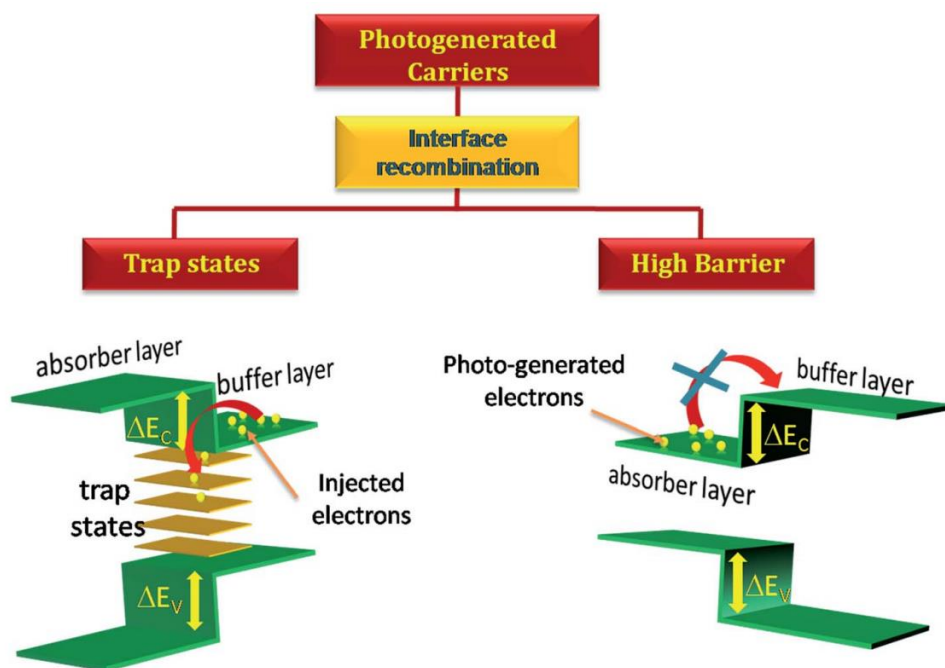 Photogenerated
Carriers
Interface
recombination
Trap states
High Barrier
absorber layer
buffer layer
ΔEC
trap
states
Injected
electrons
ΔEV
Photo-generated
electrons
buffer layer
ΔEC
absorber layer
ΔEV